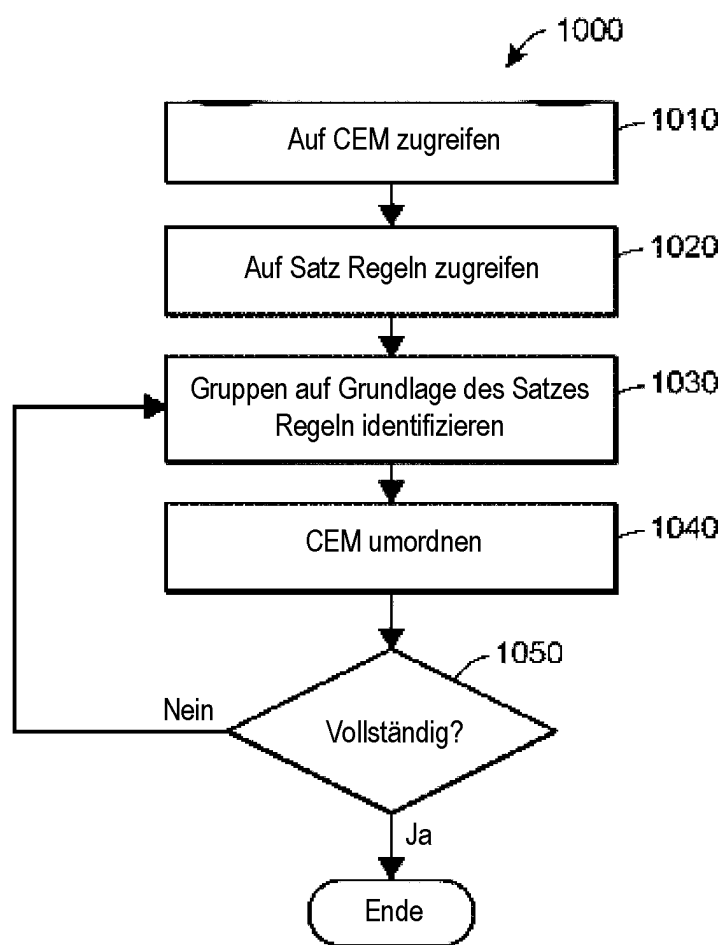 1000
Auf CEM zugreifen
1010
Auf Satz Regeln zugreifen
1020
Gruppen auf Grundlage des Satzes
Regeln identifizieren
1030
CEM umordnen
1040
1050
Nein
Vollständig?
Ja
Ende